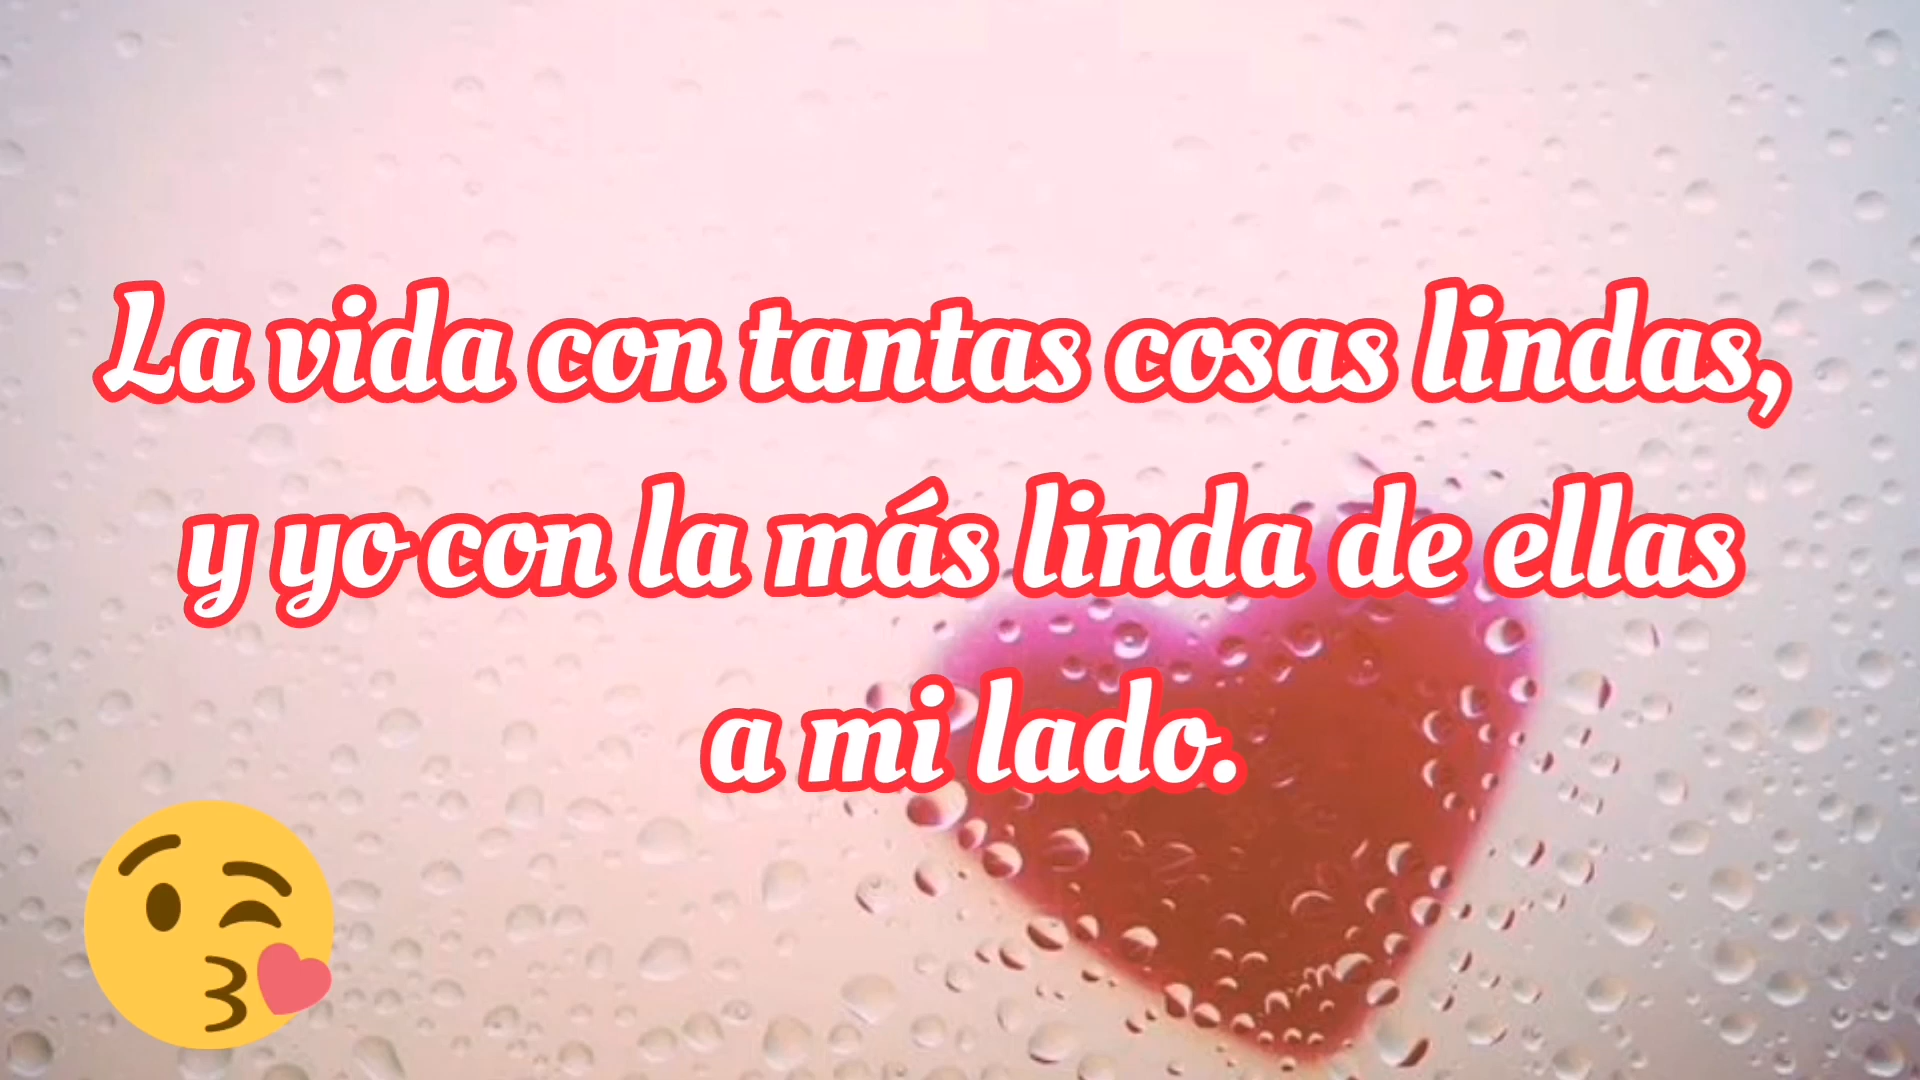 La vida con tantas cosas lindas,
y yo con la más linda de ellas
a mi lado.